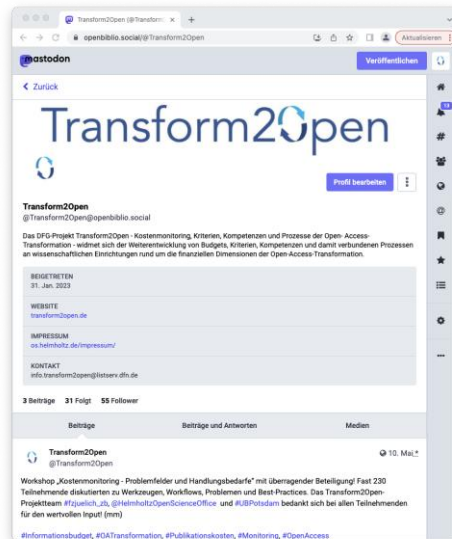 Transform2Open (@Transform
openbiblio.social/@Transform2Open
Aktualisieren
mastodon
Veröffentlichen
Zurück
Transform2Open
Profil bearbeiten
Transform2Open
@Transform2Open@openbiblio.social
Das DFG-Projekt Transform2Open - Kostenmonitoring, Kriterien, Kompetenzen und Prozesse der Open- Access-
Transformation - widmet sich der Weiterentwicklung von Budgets, Kriterien, Kompetenzen und damit verbundenen Prozessen
an wissenschaftlichen Einrichtungen rund um die finanziellen Dimensionen der Open-Access-Transformation.
BEIGETRETEN
31. Jan. 2023
WEBSITE
transform2open.de
IMPRESSUM
os.helmholtz.de/impressum/
KONTAKT
info.transform2open@listserv.dfn.de
3 Beiträge 31 Folgt 55 Follower
Beiträge Beiträge und Antworten Medien
Transform2Open 10. Mai *
@Transform2Open
Workshop „Kostenmonitoring - Problemfelder und Handlungsbedarfe" mit überragender Beteiligung! Fast 230
Teilnehmende diskutierten zu Werkzeugen, Workflows, Problemen und Best-Practices. Das Transform2Open-
Projektteam #fzjuelich_zb, @HelmholtzOpenScienceOffice und #UBPotsdam bedankt sich bei allen Teilnehmenden
für den wertvollen Input! (mm)
#Informationsbudget, #OATransformation, #Publikationskosten, #Monitoring, #OpenAccess